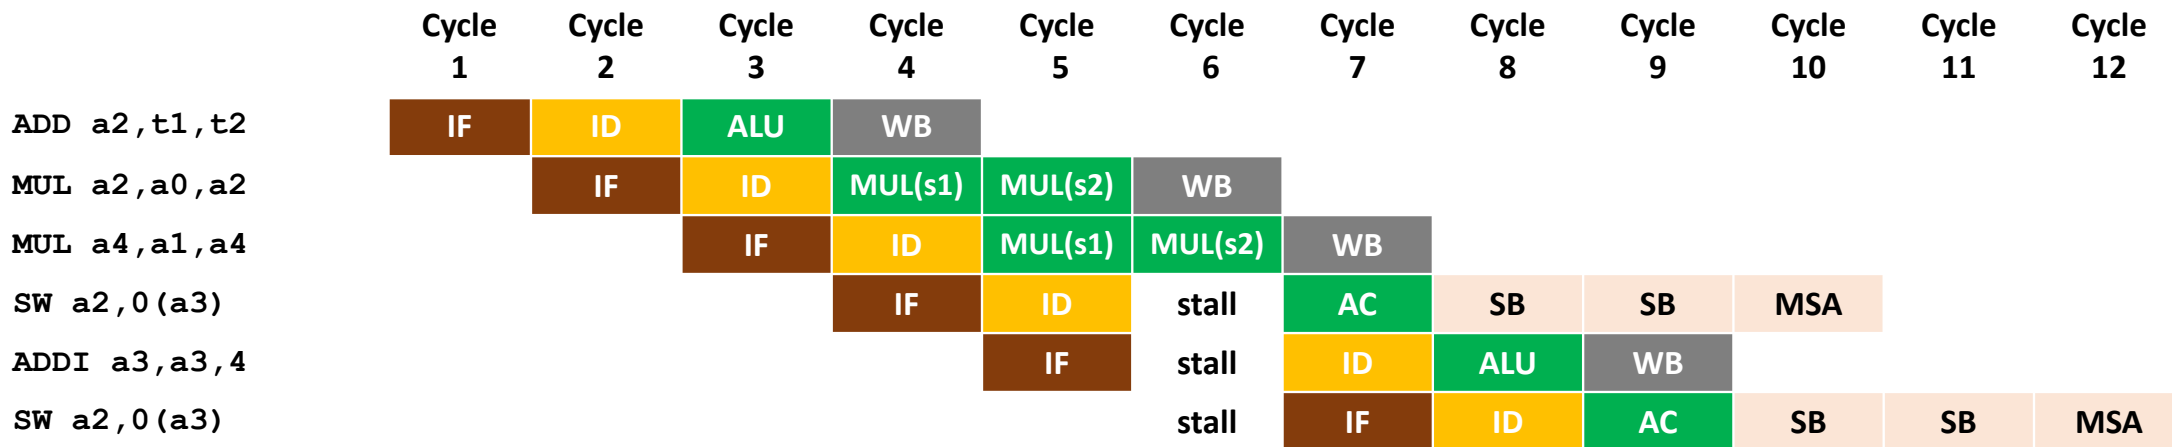 Cycle Cycle Cycle Cycle Cycle Cycle Cycle Cycle Cycle Cycle Cycle Cycle
1 2 3 4 5 6 7 8 9 10 11 12
ADD a2,t1,t2 IF ID ALU WB
MUL a2,a0,a2 IF ID MUL(s1) MUL(s2) WB
MUL a4,a1,a4 IF ID MUL(s1) MUL(s2) WB
SW a2,0(a3) IF ID stall AC SB SB MSA
ADDI a3,a3,4 IF stall ID ALU WB
SW a2,0(a3) stall IF ID AC SB SB MSA